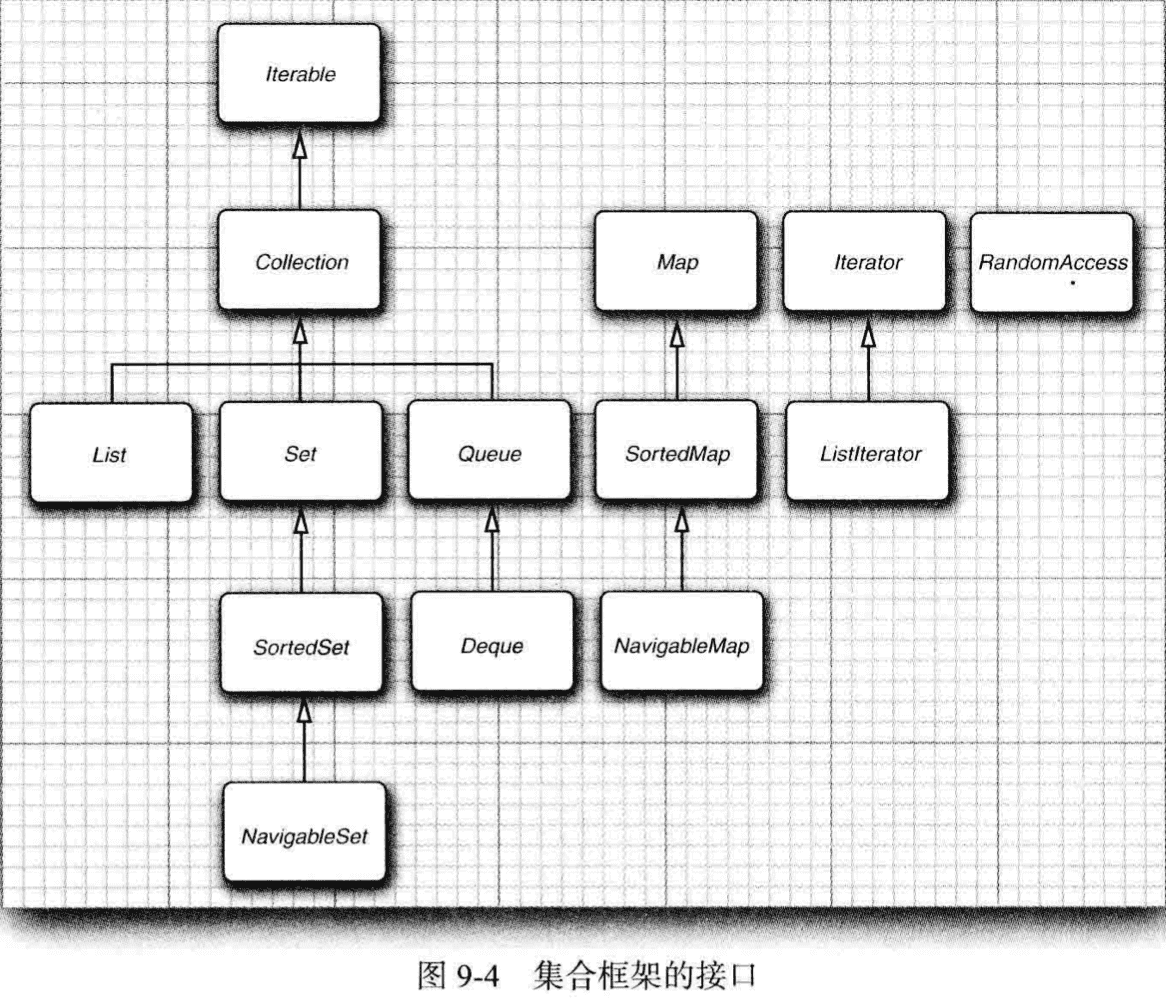 Iterable
Collection
Map
Iterator
RandomAccess
List
Set
Queue
SortedMap
ListIterator
SortedSet
Deque
NavigableMap
NavigableSet
图 9-4 集合框架的接口